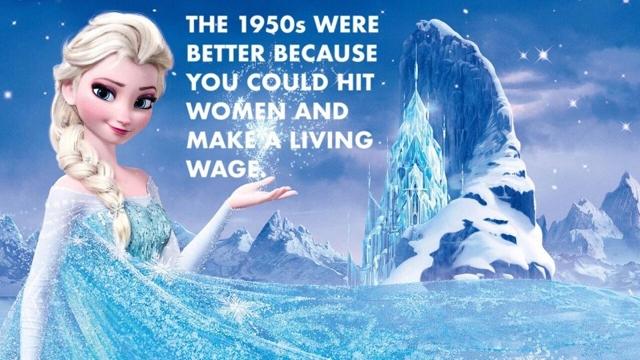 THE 1950s WERE
BETTER BECAUSE
YOU COULD HIT
WOMEN AND
MAKE A LIVING
WAGE.